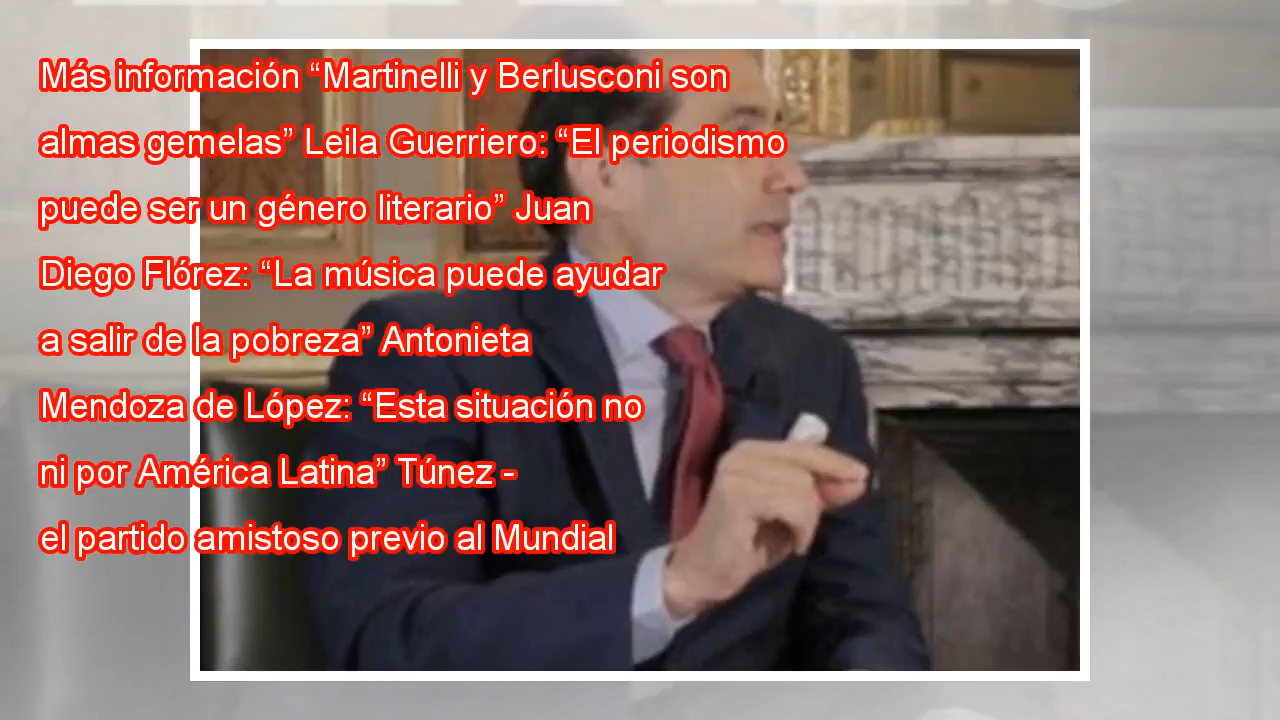 Más información “Martinelli y Berlusconi son
almas gemelas” Leila Guerriero: “El periodismo
puede ser un género literario” Juan
Diego Flórez: “La música puede ayudar
a salir de la pobreza” Antonieta
Mendoza de López: “Esta situación no
ni por América Latina” Túnez -
el partido amistoso previo al Mundial